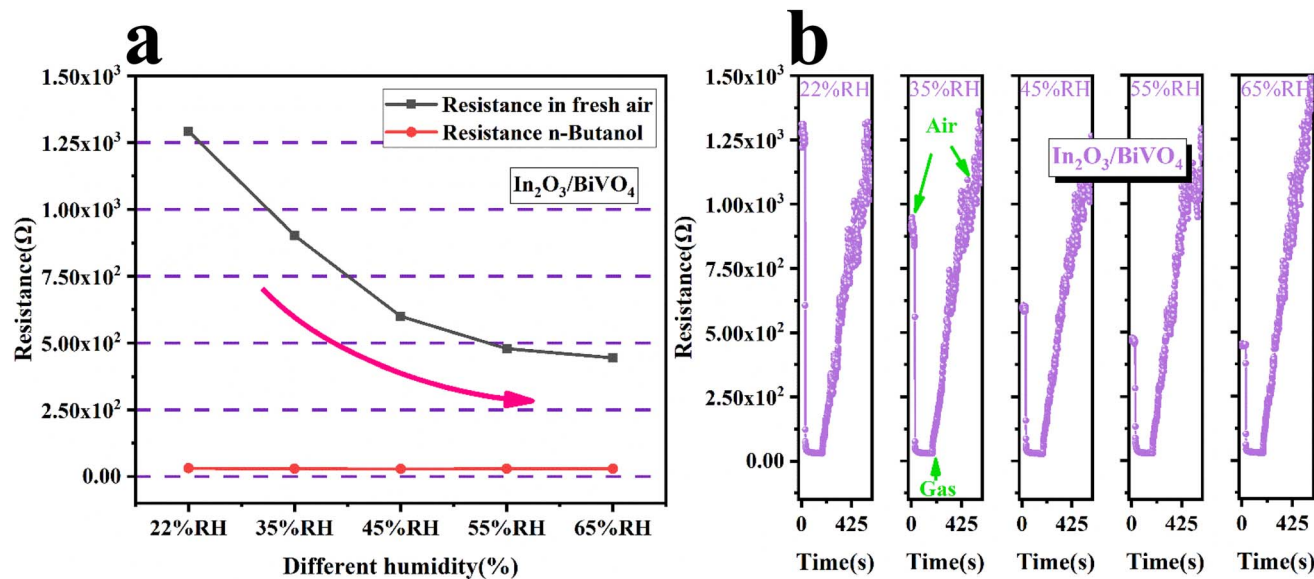 a
1.50x10³
1.25x10³
1.00x10³
7.50x10²
5.00x10²
2.50x10²
0.00
Resistance(Ω)
Resistance in fresh air
Resistance n-Butanol
In₂O₃/BiVO₄
22%RH 35%RH 45%RH 55%RH 65%RH
Different humidity(%)
b
1.50x10³
1.25x10³
1.00x10³
7.50x10²
5.00x10²
2.50x10²
0.00
Resistance(Ω)
22%RH 35%RH 45%RH 55%RH 65%RH
Air
In₂O₃/BiVO₄
Gas
0 425 0 425 0 425 0 425 0 425
Time(s) Time(s) Time(s) Time(s) Time(s)